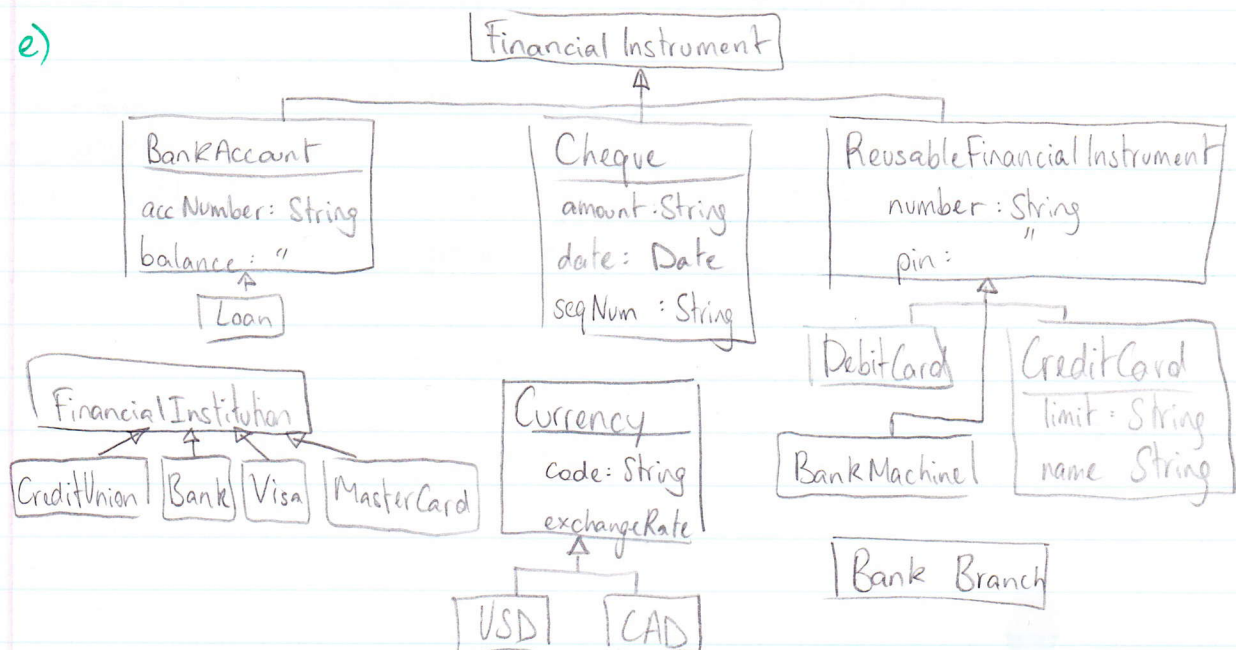 e)
Financial Instrument
BankAccount
accNumber: String
balance: "
Loan
Cheque
amount: String
date: Date
seqNum : String
ReusableFinancialInstrument
number: String
pin: "
DebitCard
CreditCard
limit: String
name String
BankMachine
FinancialInstitution
CreditUnion
Bank
Visa
MasterCard
Currency
code: String
exchangeRate
USD
CAD
Bank Branch